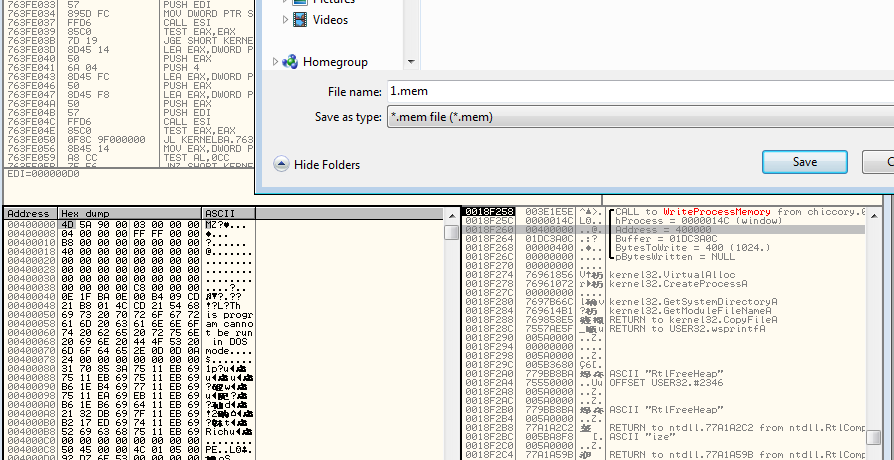 763FE033 57 PUSH EDI
763FE034 895D FC MOV DWORD PTR S
763FE037 FFD6 CALL ESI
763FE039 85C0 TEST EAX,EAX
763FE03B 7D 19 JGE SHORT KERNE
763FE03D 8D45 14 LEA EAX,DWORD P
763FE040 50 PUSH EAX
763FE041 6A 04 PUSH 4
763FE043 8D45 FC LEA EAX,DWORD P
763FE046 50 PUSH EAX
763FE047 8D45 F8 LEA EAX,DWORD P
763FE04A 50 PUSH EAX
763FE04B 57 PUSH EDI
763FE04C FFD6 CALL ESI
763FE04E 85C0 TEST EAX,EAX
763FE050 0F8C 9F000000 JL KERNELBA.763
763FE056 8B45 14 MOV EAX,DWORD P
763FE059 A8 CC TEST AL,0CC
EDI=000000D0
Pictures
Videos
Homegroup
File name: 1.mem
Save as type: *.mem file (*.mem)
Hide Folders
Save
Address Hex dump ASCII
00400000 4D 5A 90 00 03 00 00 00
00400008 04 00 00 00 FF FF 00 00
00400010 B8 00 00 00 00 00 00 00
00400018 40 00 00 00 00 00 00 00 @.......
00400020 00 00 00 00 00 00 00 00 ........
00400028 00 00 00 00 00 00 00 00 ........
00400030 00 00 00 00 00 00 00 00 ........
00400038 00 00 00 00 C8 00 00 00
00400040 0E 1F BA 0E 00 B4 09 CD
00400048 21 B8 01 4C CD 21 54 68
00400050 69 73 20 70 72 6F 67 72 is progr
00400058 61 6D 20 63 61 6E 6E 6F am canno
00400060 74 20 62 65 20 72 75 6E t be run
00400068 20 69 6E 20 44 4F 53 20 in DOS
00400070 6D 6F 64 65 2E 0D 0D 0A mode....
00400078 24 00 00 00 00 00 00 00 $.......
00400080 31 70 85 3A 75 11 EB 69
00400088 75 11 EB 69 75 11 EB 69
00400090 B6 1E B4 69 77 11 EB 69
00400098 75 11 EA 69 EB 11 EB 69
004000A0 B6 1E B6 69 64 11 EB 69
004000A8 21 32 DB 69 7F 11 EB 69
004000B0 B2 17 ED 69 74 11 EB 69
004000B8 52 69 63 68 75 11 EB 69
004000C0 00 00 00 00 00 00 00 00 ........
004000C8 50 45 00 00 4C 01 05 00
0018F258 003E1E5E CALL to WriteProcessMemory from chiccory.0
0018F25C 0000014C hProcess = 0000014C (window)
0018F260 00400000 Address = 400000
0018F264 01DC3A0C Buffer = 01DC3A0C
0018F268 00000400 BytesToWrite = 400 (1024.)
0018F26C 00000000 pBytesWritten = NULL
0018F270 00000000
0018F274 76961856 kernel32.VirtualAlloc
0018F278 76961072 kernel32.CreateProcessA
0018F27C 00000000
0018F280 7697B66C kernel32.GetSystemDirectoryA
0018F284 769614B1 kernel32.GetModuleFileNameA
0018F288 769858E5 RETURN to kernel32.CopyFileA
0018F28C 7557AE5F RETURN to USER32.wsprintfA
0018F290 005A0000
0018F294 00000000
0018F298 005A0000
0018F29C 005B3680
0018F2A0 779BB8BA ASCII "RtlFreeHeap"
0018F2A4 75550000 OFFSET USER32.#2346
0018F2A8 005A0000
0018F2AC 005A0000
0018F2B0 779BB8BA ASCII "RtlFreeHeap"
0018F2B4 005A0000
0018F2B8 77A1A2C2 RETURN to ntdll.77A1A2C2 from ntdll.RtlComp
0018F2BC 005BA8F8 ASCII "ize"
0018F2C0 005A0000
0018F2C4 77A1A59B RETURN to ntdll.77A1A59B from ntdll.RtlComp